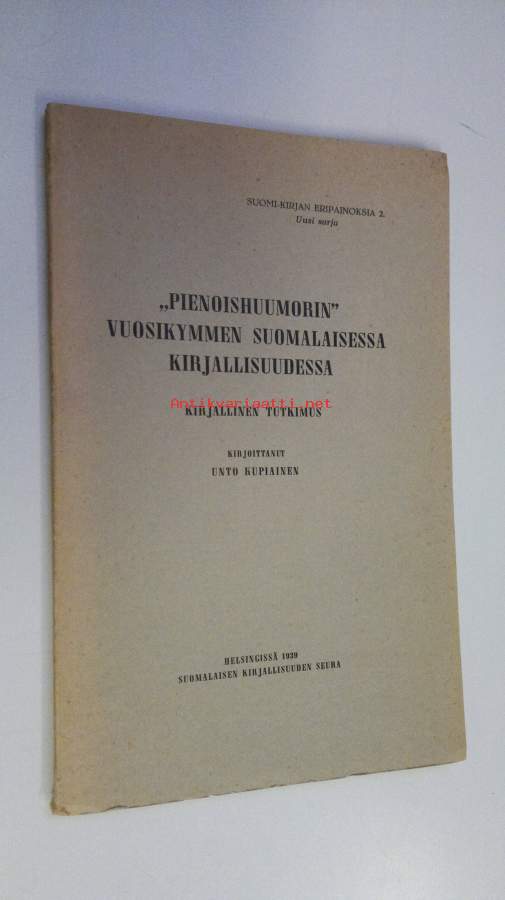 SUOMI-KIRJAN ERIPAINOKSIA 2.
Uusi sarja
„PIENOISHUUMORIN”
VUOSIKYMMEN SUOMALAISESSA
KIRJALLISUUDESSA
Antikvariaatti.net
KIRJALLINEN TUTKIMUS
KIRJOITTANUT
UNTO KUPIAINEN
HELSINGISSÄ 1939
SUOMALAISEN KIRJALLISUUDEN SEURA